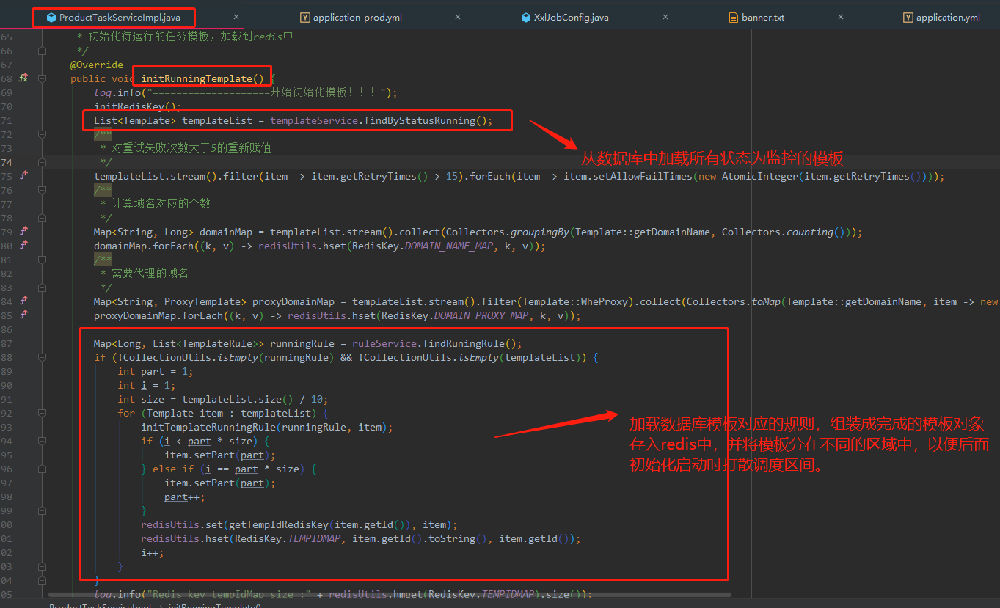 ProductTaskServiceImpl.java × application-prod.yml × XxlJobConfig.java × banner.txt × application.yml
65 * 初始化待运行的任务模板，加载到redis中
66 */
67 @Override
68 public void initRunningTemplate() {
69 log.info("====================开始初始化模板！！！");
70 initRedisKey();
71 List<Template> templateList = templateService.findByStatusRunning();
72 /**
73 * 对重试失败次数大于5的重新赋值
从数据库中加载所有状态为监控的模板
74 */
75 templateList.stream().filter(item -> item.getRetryTimes() > 15).forEach(item -> item.setAllowFailTimes(new AtomicInteger(item.getRetryTimes())));
76 /**
77 * 计算域名对应的个数
78 */
79 Map<String, Long> domainMap = templateList.stream().collect(Collectors.groupingBy(Template::getDomainName, Collectors.counting()));
80 domainMap.forEach((k, v) -> redisUtils.hset(RedisKey.DOMAIN_NAME_MAP, k, v));
81 /**
82 * 需要代理的域名
83 */
84 Map<String, ProxyTemplate> proxyDomainMap = templateList.stream().filter(Template::WheProxy).collect(Collectors.toMap(Template::getDomainName, item -> new
85 proxyDomainMap.forEach((k, v) -> redisUtils.hset(RedisKey.DOMAIN_PROXY_MAP, k, v));
86
87 Map<Long, List<TemplateRule>> runningRule = ruleService.findRuningRule();
88 if (!CollectionUtils.isEmpty(runningRule) && !CollectionUtils.isEmpty(templateList)) {
89 int part = 1;
90 int i = 1;
91 int size = templateList.size() / 10;
92 for (Template item : templateList) {
93 initTemplateRunningRule(runningRule, item);
94 if (i < part * size) {
95 item.setPart(part);
96 } else if (i == part * size) {
97 item.setPart(part);
98 part++;
99 }
00 redisUtils.set(getTempIdRedisKey(item.getId()), item);
01 redisUtils.hset(RedisKey.TEMPIDMAP, item.getId().toString(), item.getId());
02 i++;
03 }
04 }
加载数据库模板对应的规则，组装成完成的模板对象
存入redis中，并将模板分在不同的区域中，以便后面
初始化启动时打散调度区间。
05 log.info("Redis key tempIdMap size :" + redisUtils.hmget(RedisKey.TEMPIDMAP).size());
ProductTaskServiceImpl › initRunningTemplate()